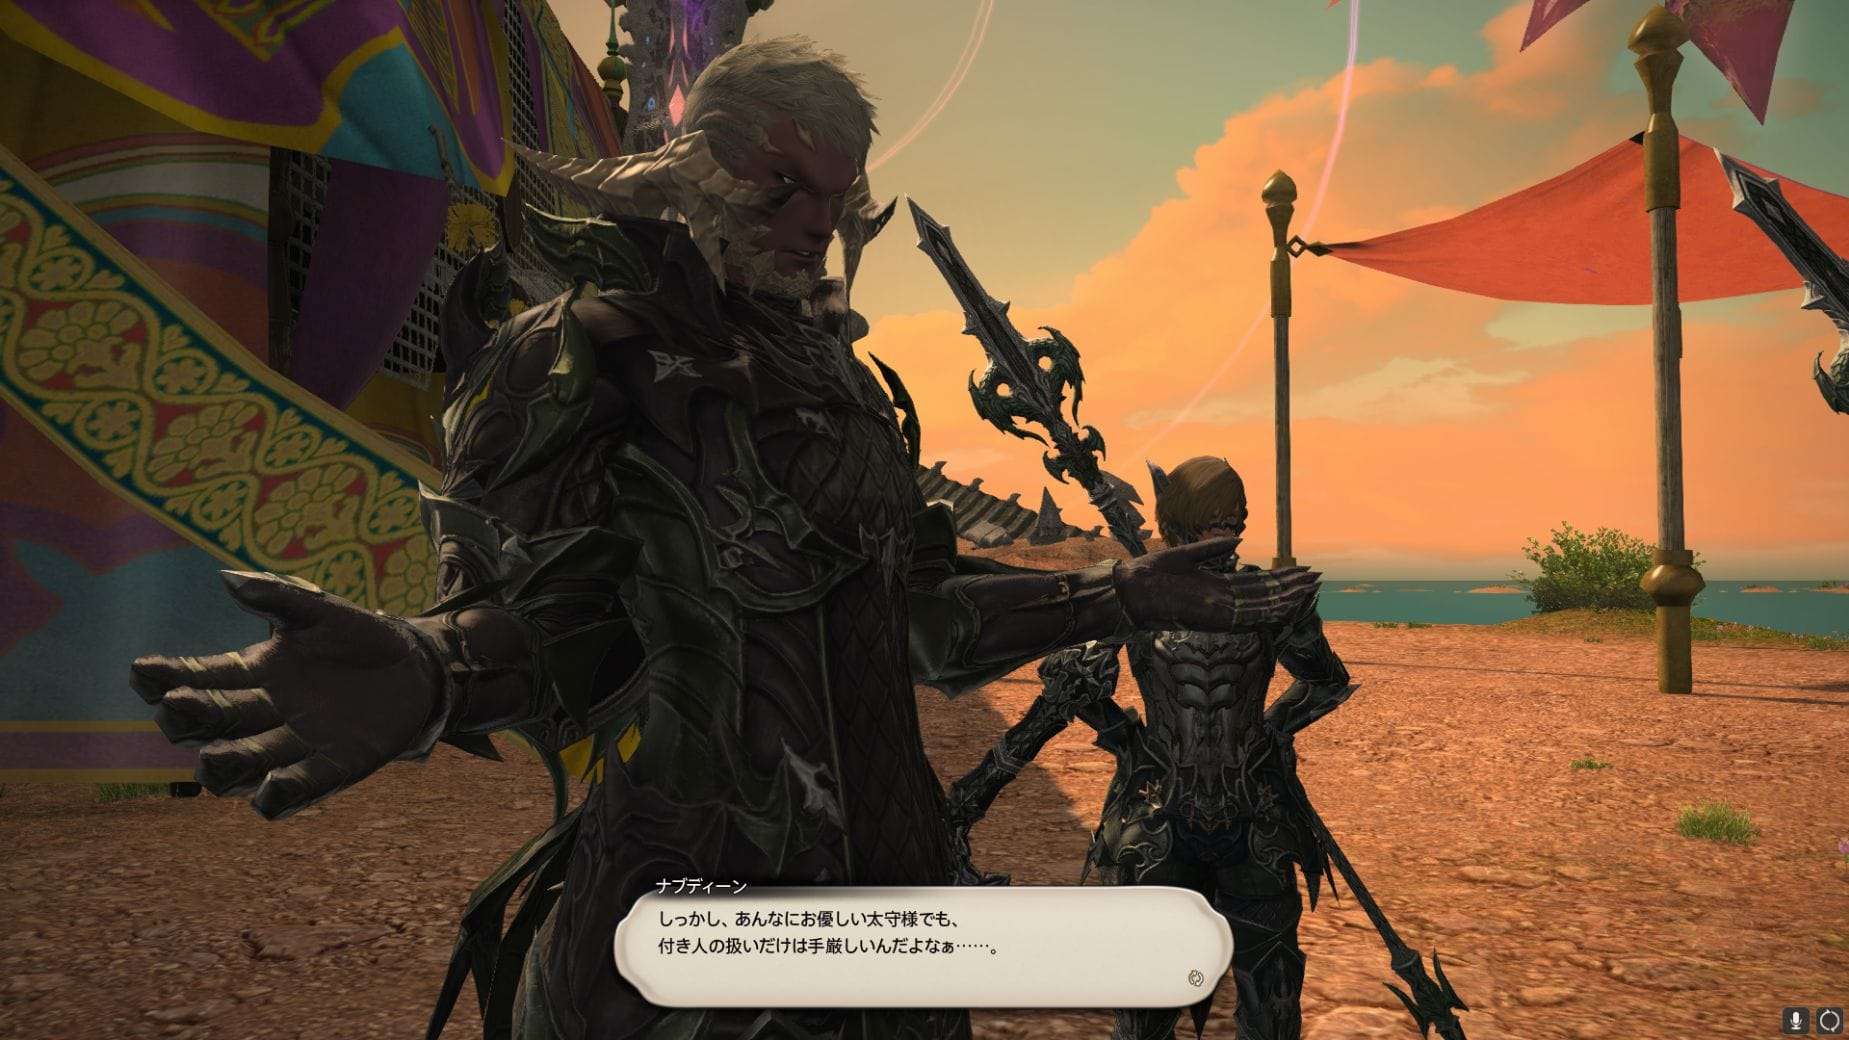 ナブディーン
しっかし、あんなにお優しい太守様でも、
付き人の扱いだけは手厳しいんだよなぁ……。